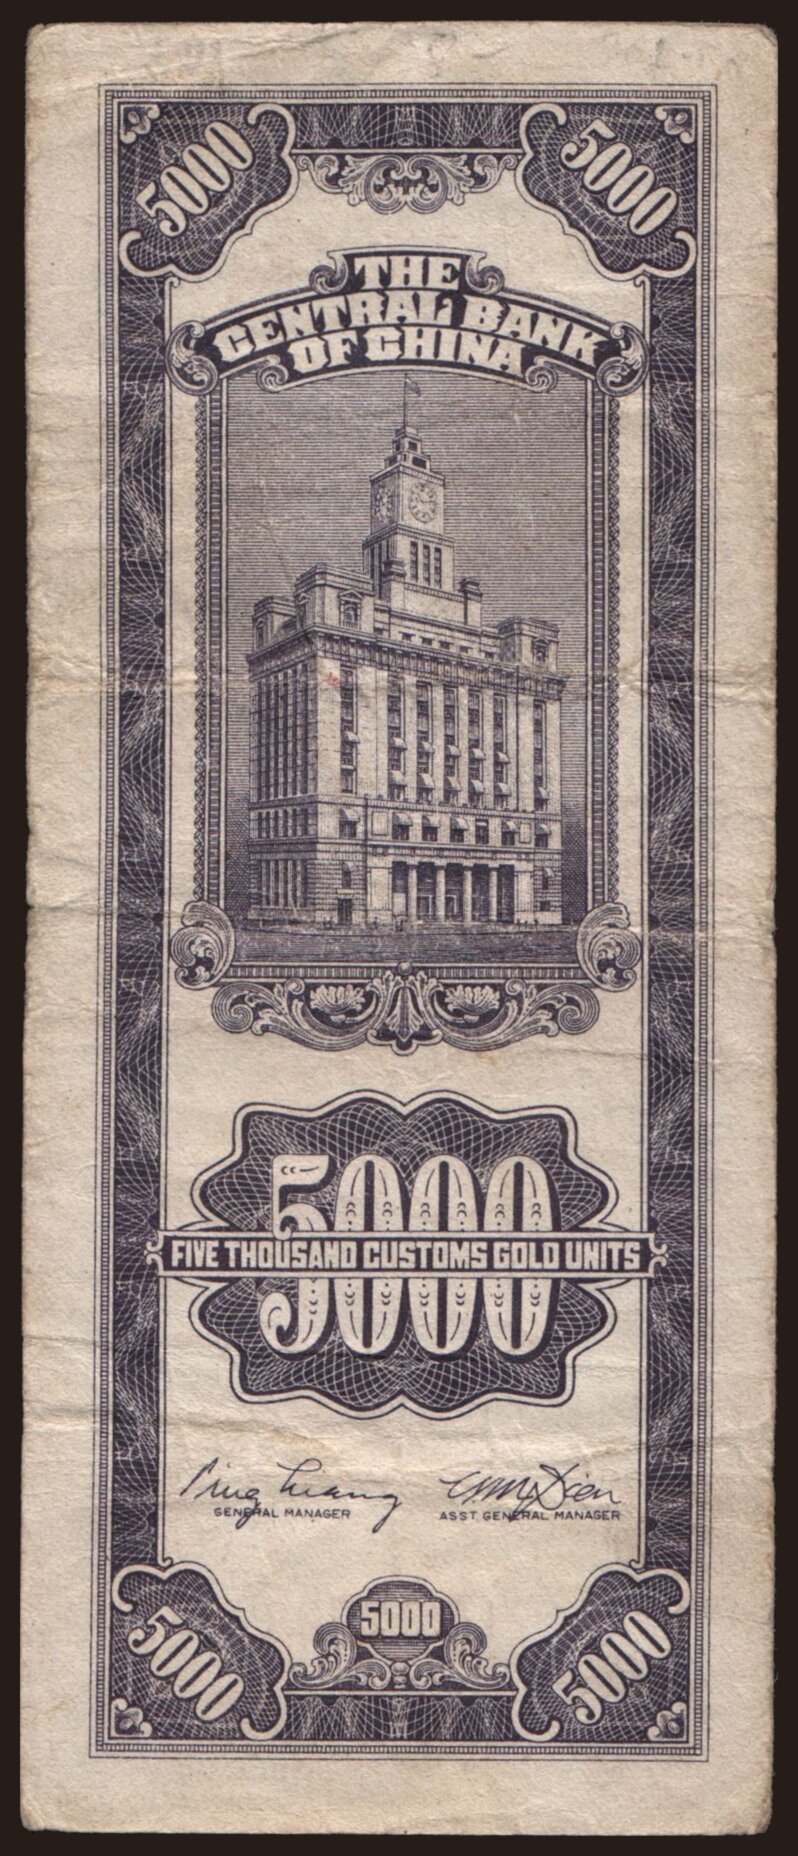 5000 5000
THE
CENTRAL BANK
OF CHINA
5000
FIVE THOUSAND CUSTOMS GOLD UNITS
GENERAL MANAGER ASST GENERAL MANAGER
5000
5000 5000